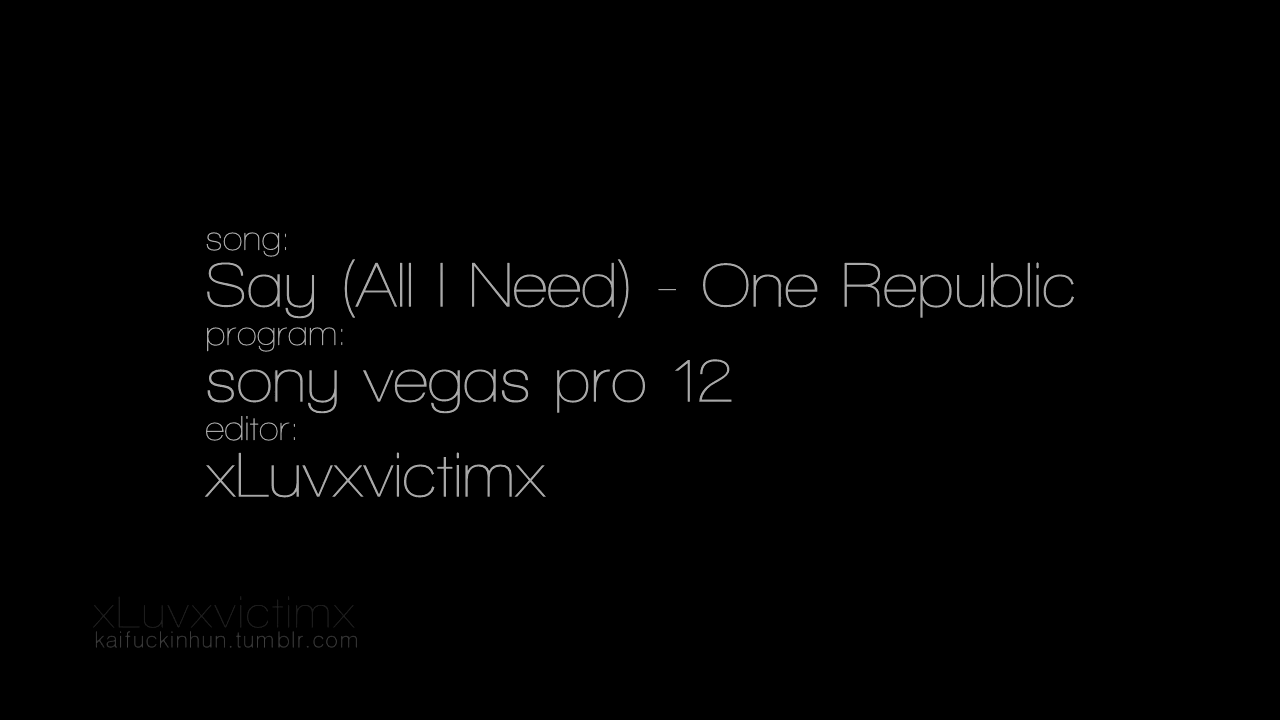 song:
Say (All I Need) - One Republic
program:
sony vegas pro 12
editor:
xLuvxvictimx
xLuvxvictimx
kaifuckinhun.tumblr.com